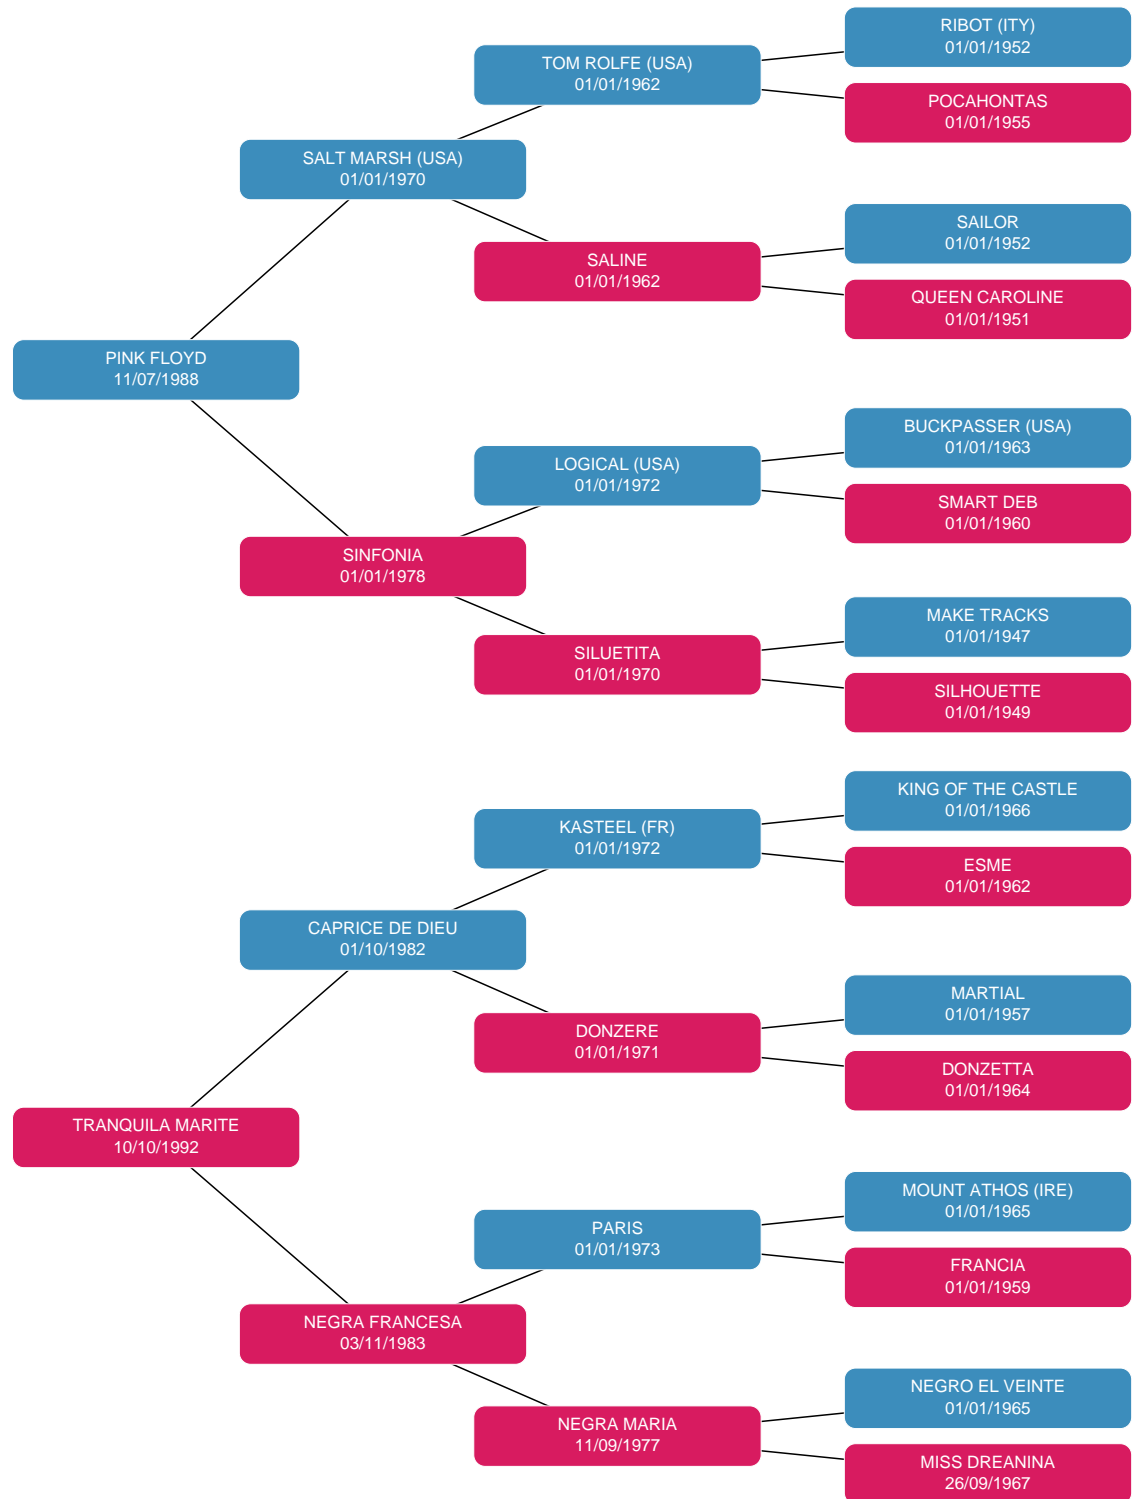 RIBOT (ITY)
01/01/1952
TOM ROLFE (USA)
01/01/1962
POCAHONTAS
01/01/1955
SALT MARSH (USA)
01/01/1970
SAILOR
01/01/1952
SALINE
01/01/1962
QUEEN CAROLINE
01/01/1951
PINK FLOYD
11/07/1988
BUCKPASSER (USA)
01/01/1963
LOGICAL (USA)
01/01/1972
SMART DEB
01/01/1960
SINFONIA
01/01/1978
MAKE TRACKS
01/01/1947
SILUETITA
01/01/1970
SILHOUETTE
01/01/1949
KING OF THE CASTLE
01/01/1966
KASTEEL (FR)
01/01/1972
ESME
01/01/1962
CAPRICE DE DIEU
01/10/1982
MARTIAL
01/01/1957
DONZERE
01/01/1971
DONZETTA
01/01/1964
TRANQUILA MARITE
10/10/1992
MOUNT ATHOS (IRE)
01/01/1965
PARIS
01/01/1973
FRANCIA
01/01/1959
NEGRA FRANCESA
03/11/1983
NEGRO EL VEINTE
01/01/1965
NEGRA MARIA
11/09/1977
MISS DREANINA
26/09/1967